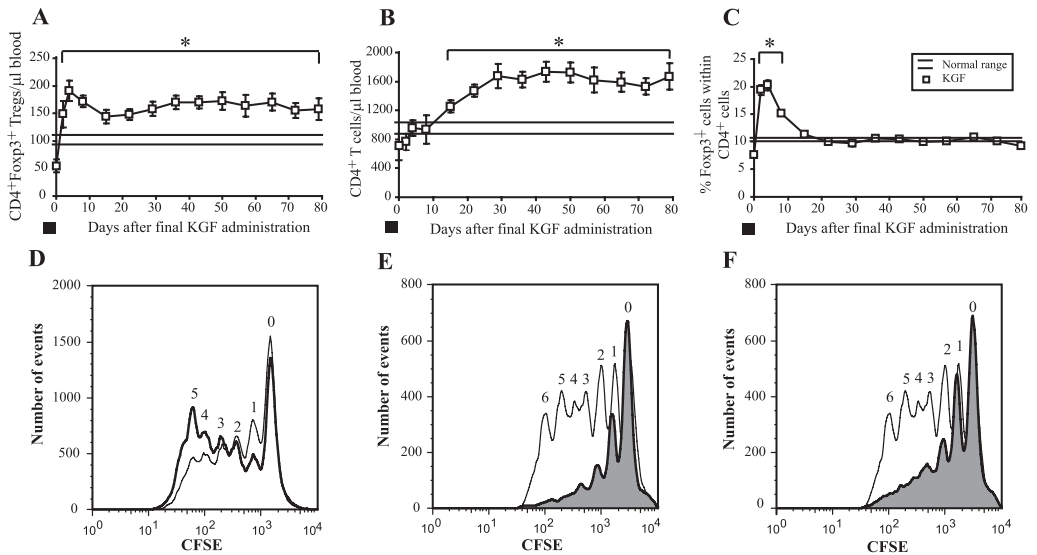 A
B
C
*
*
*
CD4+Foxp3+ Tregs/µl blood
250
200
150
100
50
0
0 10 20 30 40 50 60 70 80
Days after final KGF administration
CD4+ T cells/µl blood
2000
1600
1200
800
400
0
0 10 20 30 40 50 60 70 80
Days after final KGF administration
% Foxp3+ cells within
CD4+ cells
25
20
15
10
5
0
0 10 20 30 40 50 60 70 80
Days after final KGF administration
Normal range
KGF
D
E
F
Number of events
2000
1500
1000
500
0
5 4 3 2 1 0
10^0 10^1 10^2 10^3 10^4
CFSE
Number of events
800
600
400
200
0
6 5 4 3 2 1 0
10^0 10^1 10^2 10^3 10^4
CFSE
Number of events
800
600
400
200
0
6 5 4 3 2 1 0
10^0 10^1 10^2 10^3 10^4
CFSE